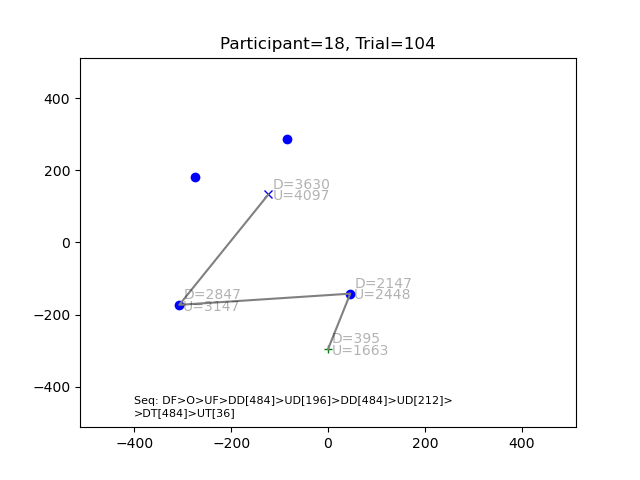 Participant=18, Trial=104
400
200
0
−200
−400
D=3630
U=4097
D=2147
U=2448
D=2847
U=3147
D=395
U=1663
Seq: DF>O>UF>DD[484]>UD[196]>DD[484]>UD[212]>
>DT[484]>UT[36]
−400
−200
0
200
400